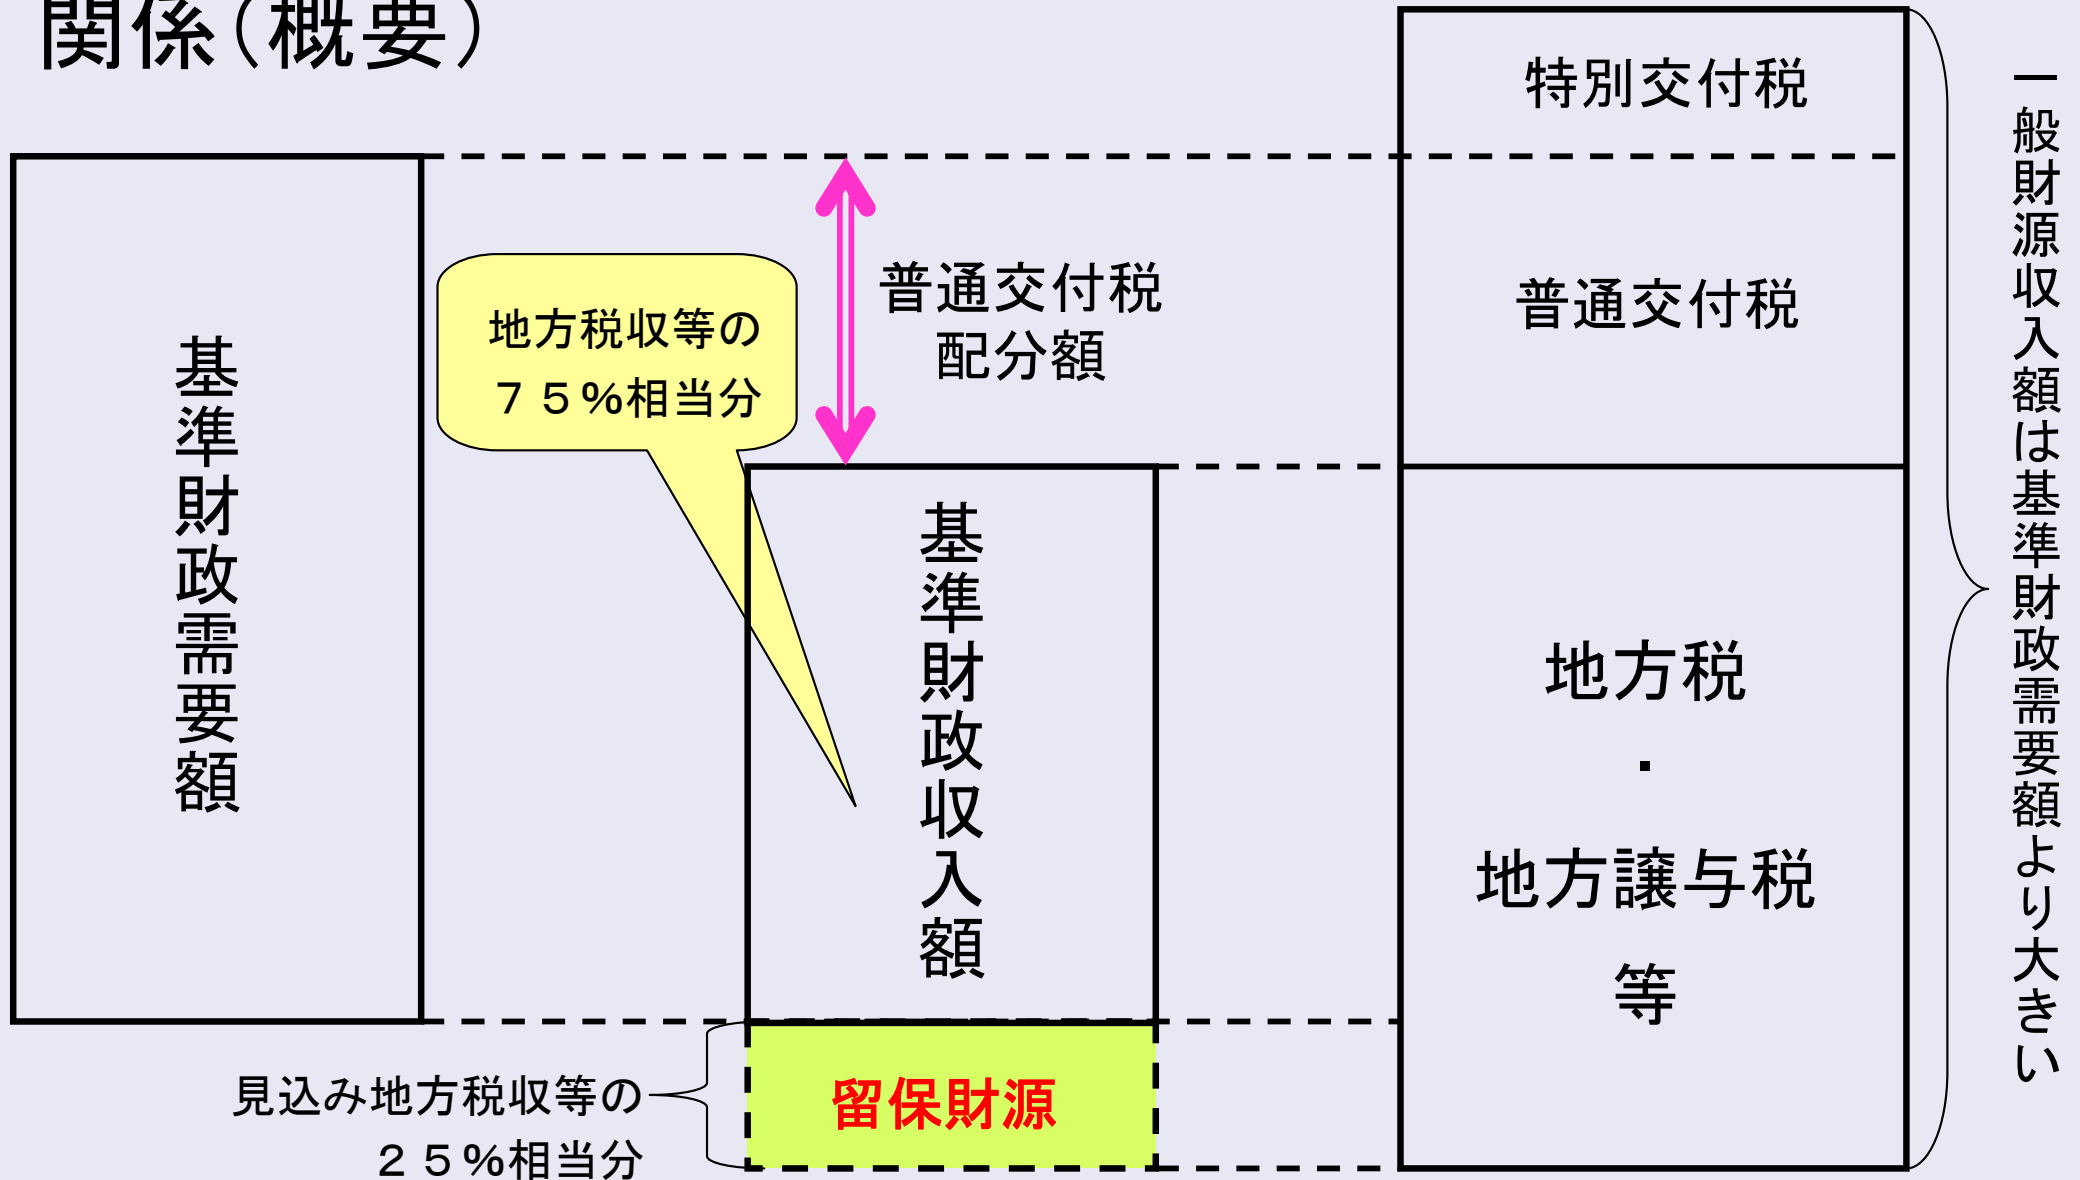 関係（概要）
基準財政需要額
地方税収等の
７５％相当分
普通交付税
配分額
基準財政収入額
留保財源
見込み地方税収等の
２５％相当分
特別交付税
普通交付税
地方税
・
地方譲与税
等
一般財源収入額は基準財政需要額より大きい